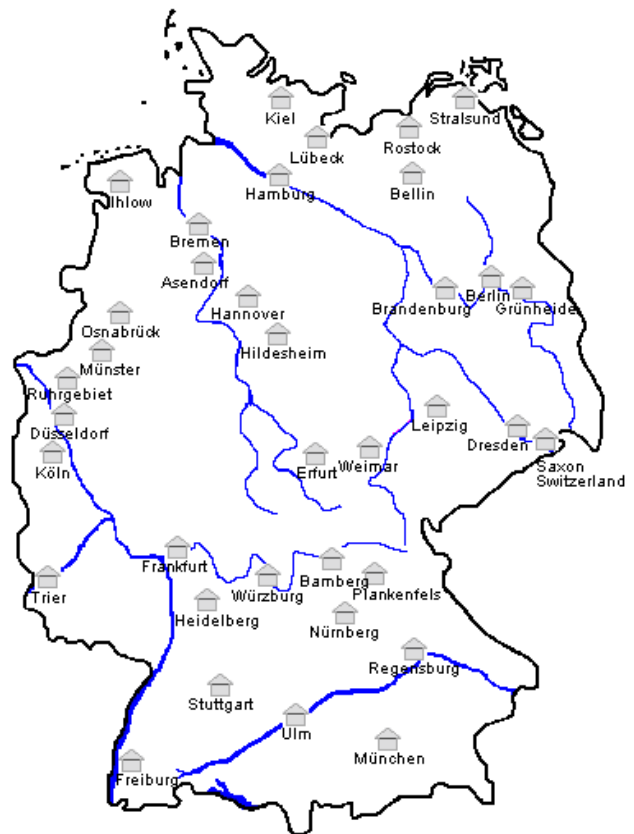 Kiel
Stralsund
Lübeck
Rostock
Hamburg
Bellin
Ihlow
Bremen
Asendorf
Hannover
Brandenburg
Berlin
Grünheide
Osnabrück
Hildesheim
Münster
Ruhrgebiet
Düsseldorf
Leipzig
Köln
Erfurt
Weimar
Dresden
Saxon
Switzerland
Frankfurt
Bamberg
Trier
Würzburg
Plankenfels
Heidelberg
Nürnberg
Regensburg
Stuttgart
Ulm
München
Freiburg